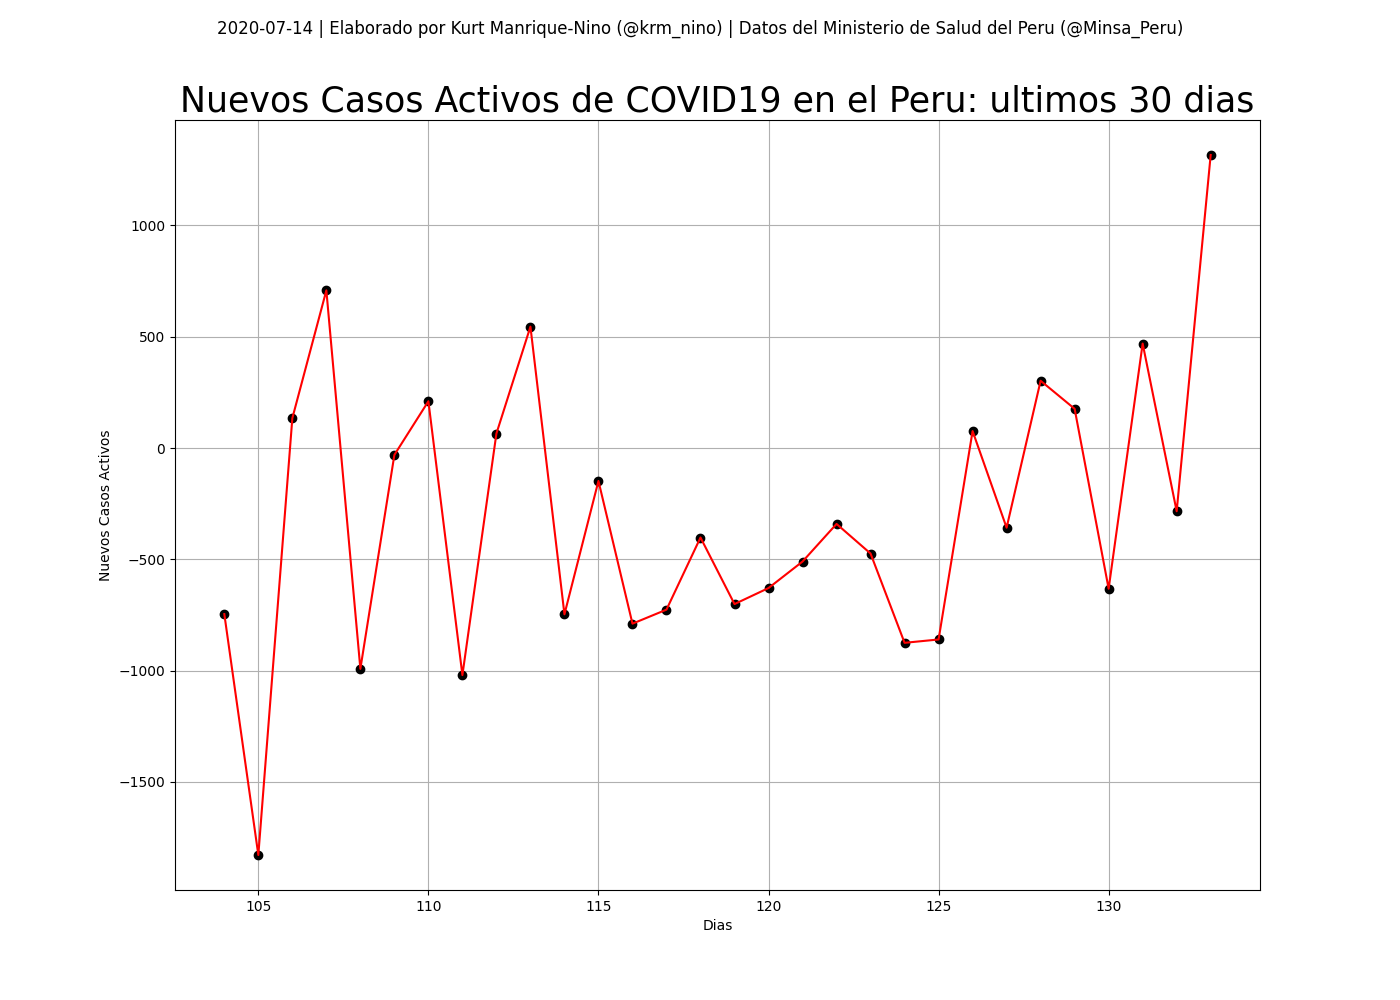 2020-07-14 | Elaborado por Kurt Manrique-Nino (@krm_nino) | Datos del Ministerio de Salud del Peru (@Minsa_Peru)
Nuevos Casos Activos de COVID19 en el Peru: ultimos 30 dias
1000
500
0
−500
−1000
−1500
Nuevos Casos Activos
105 110 115 120 125 130
Dias